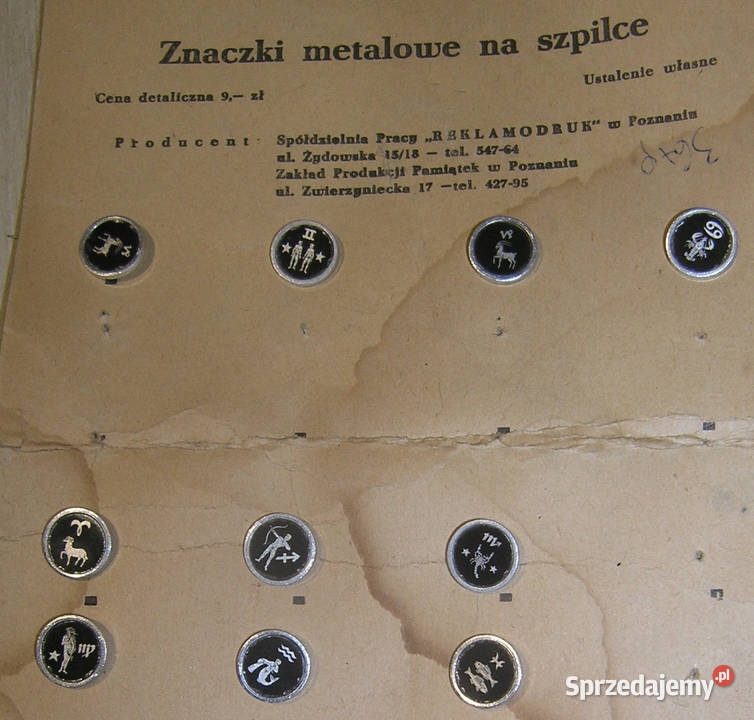 Znaczki metalowe na szpilce
Cena detaliczna 9,— zł
Ustalenie własne
Producent: Spółdzielnia Pracy „REKLAMODRUK" w Poznaniu
ul. Żydowska 15/18 — tel. 547-64
Zakład Produkcji Pamiątek w Poznaniu
ul. Zwierzyniecka 17 —tel. 427-95
Sprzedajemy.pl